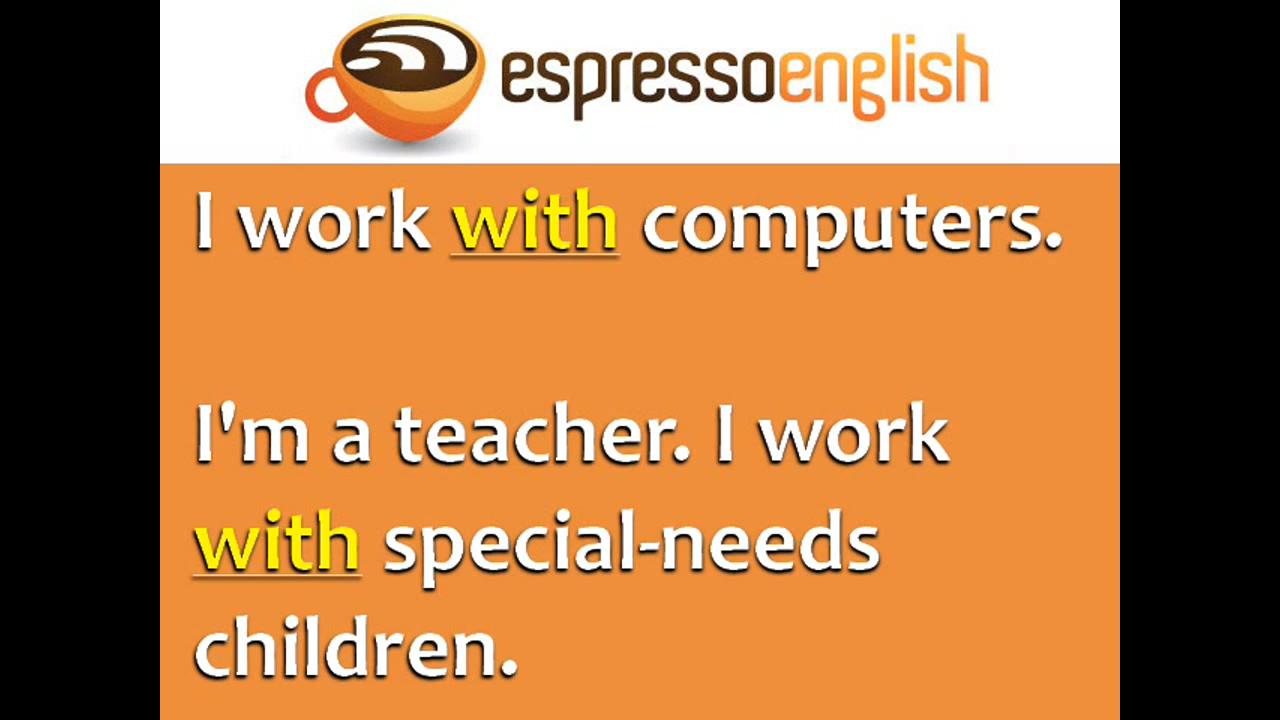 espressoenglish
I work with computers.
I'm a teacher. I work
with special-needs
children.